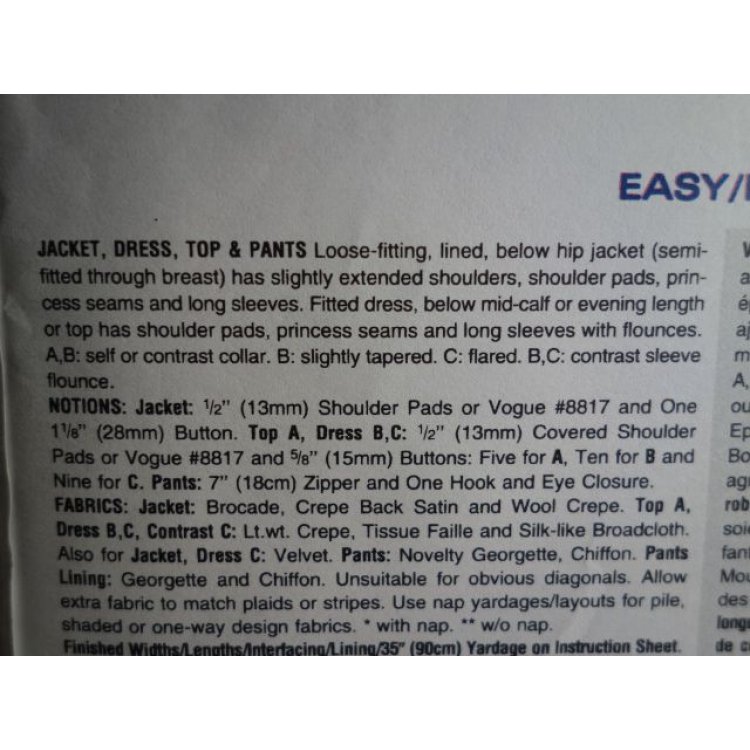 EASY/
JACKET, DRESS, TOP & PANTS Loose-fitting, lined, below hip jacket (semi-
fitted through breast) has slightly extended shoulders, shoulder pads, prin-
cess seams and long sleeves. Fitted dress, below mid-calf or evening length
or top has shoulder pads, princess seams and long sleeves with flounces.
A,B: self or contrast collar. B: slightly tapered. C: flared. B,C: contrast sleeve
flounce.
NOTIONS: Jacket: 1/2" (13mm) Shoulder Pads or Vogue #8817 and One
1 1/8" (28mm) Button. Top A, Dress B,C: 1/2" (13mm) Covered Shoulder
Pads or Vogue #8817 and 5/8" (15mm) Buttons: Five for A, Ten for B and
Nine for C. Pants: 7" (18cm) Zipper and One Hook and Eye Closure.
FABRICS: Jacket: Brocade, Crepe Back Satin and Wool Crepe. Top A,
Dress B,C, Contrast C: Lt.wt. Crepe, Tissue Faille and Silk-like Broadcloth.
Also for Jacket, Dress C: Velvet. Pants: Novelty Georgette, Chiffon. Pants
Lining: Georgette and Chiffon. Unsuitable for obvious diagonals. Allow
extra fabric to match plaids or stripes. Use nap yardages/layouts for pile,
shaded or one-way design fabrics. * with nap. ** w/o nap.
Finished Widths/Lengths/Interfacing/Lining/35" (90cm) Yardage on Instruction Sheet.
A,
ou
Ep
Bo
rob
soie
Mou
des
de